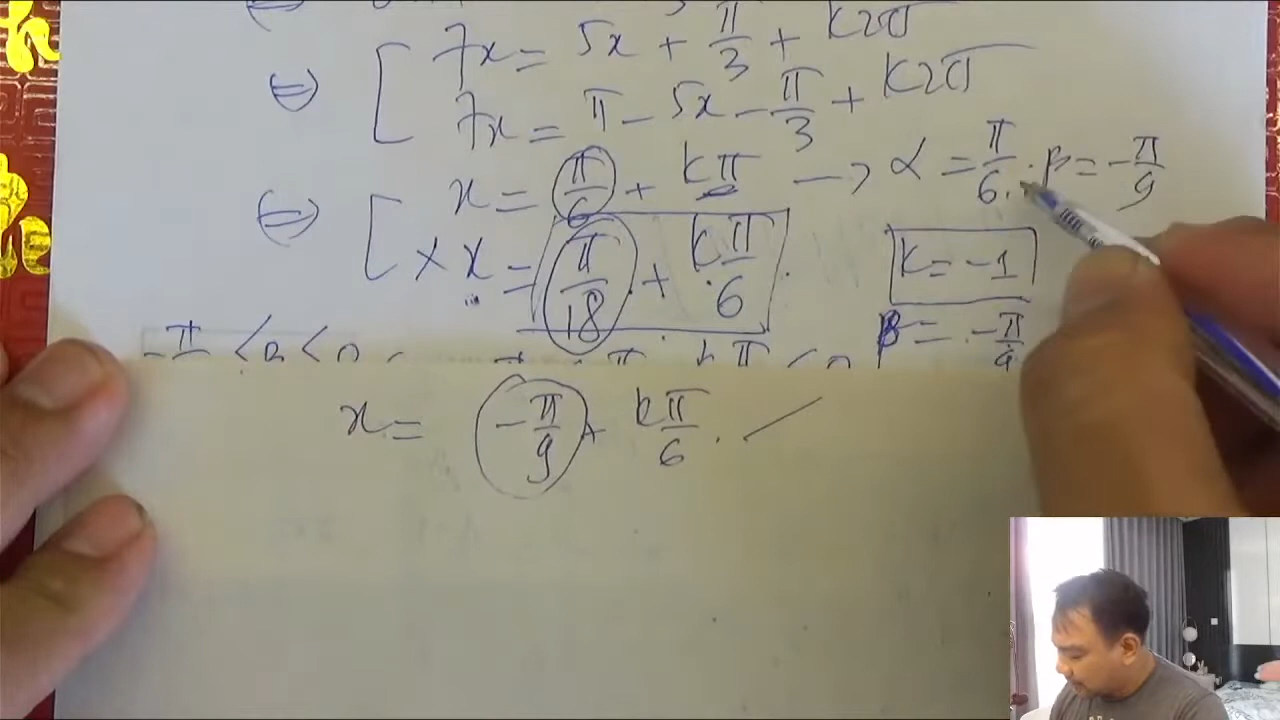 7x = 5x + π/3 + k2π
⇔ [ 7x = π - 5x - π/3 + k2π
x = π/6 + kπ → α = π/6 . β = -π/9
⇔ [ × x = π/18 + kπ/6 .
k = -1
β = -π/9
x = -π/9 + kπ/6 .